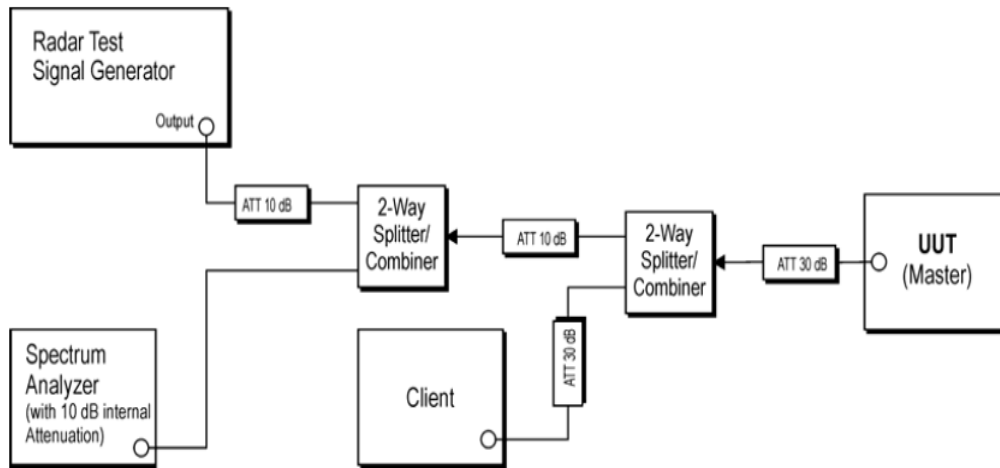 Radar Test
Signal Generator
Output
ATT 10 dB
2-Way
Splitter/
Combiner
ATT 10 dB
2-Way
Splitter/
Combiner
ATT 30 dB
UUT
(Master)
Spectrum
Analyzer
(with 10 dB internal
Attenuation)
Client
ATT 30 dB